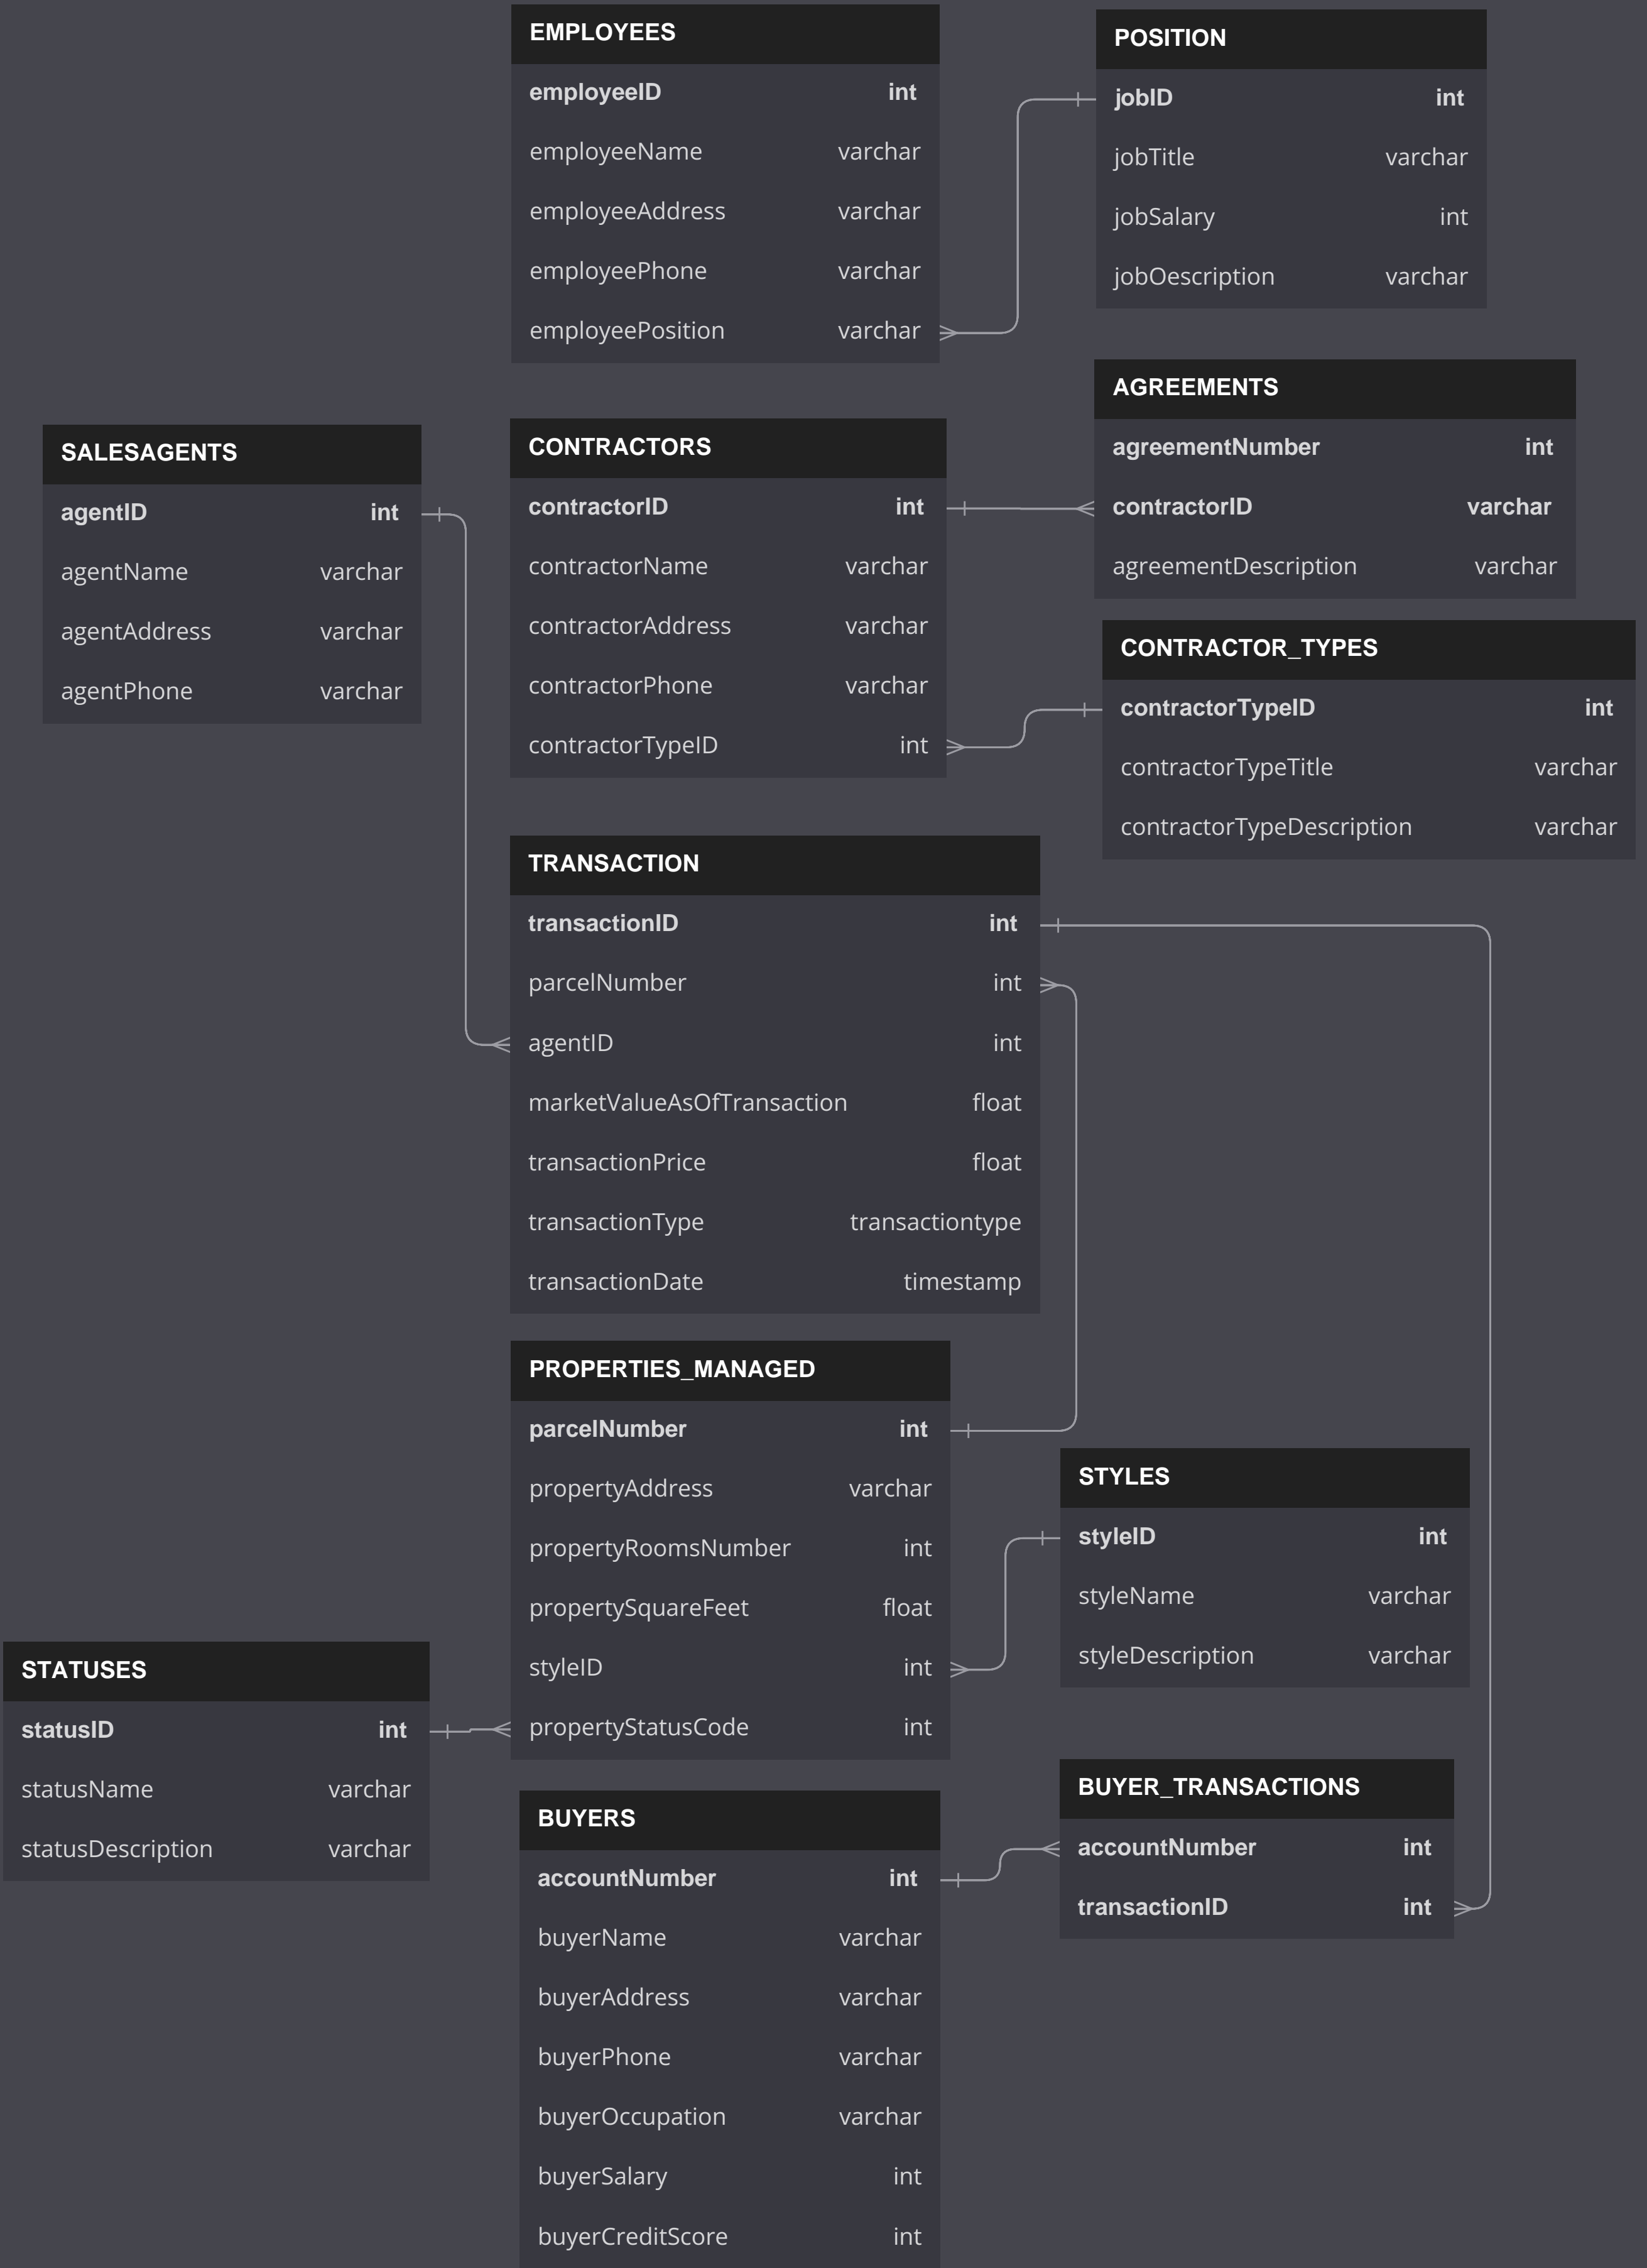 EMPLOYEES
employeeID int
employeeName varchar
employeeAddress varchar
employeePhone varchar
employeePosition varchar
POSITION
jobID int
jobTitle varchar
jobSalary int
jobOescription varchar
AGREEMENTS
agreementNumber int
contractorID varchar
agreementDescription varchar
SALESAGENTS
agentID int
agentName varchar
agentAddress varchar
agentPhone varchar
CONTRACTORS
contractorID int
contractorName varchar
contractorAddress varchar
contractorPhone varchar
contractorTypeID int
CONTRACTOR_TYPES
contractorTypeID int
contractorTypeTitle varchar
contractorTypeDescription varchar
TRANSACTION
transactionID int
parcelNumber int
agentID int
marketValueAsOfTransaction float
transactionPrice float
transactionType transactiontype
transactionDate timestamp
PROPERTIES_MANAGED
parcelNumber int
propertyAddress varchar
propertyRoomsNumber int
propertySquareFeet float
styleID int
propertyStatusCode int
STYLES
styleID int
styleName varchar
styleDescription varchar
STATUSES
statusID int
statusName varchar
statusDescription varchar
BUYERS
accountNumber int
buyerName varchar
buyerAddress varchar
buyerPhone varchar
buyerOccupation varchar
buyerSalary int
buyerCreditScore int
BUYER_TRANSACTIONS
accountNumber int
transactionID int